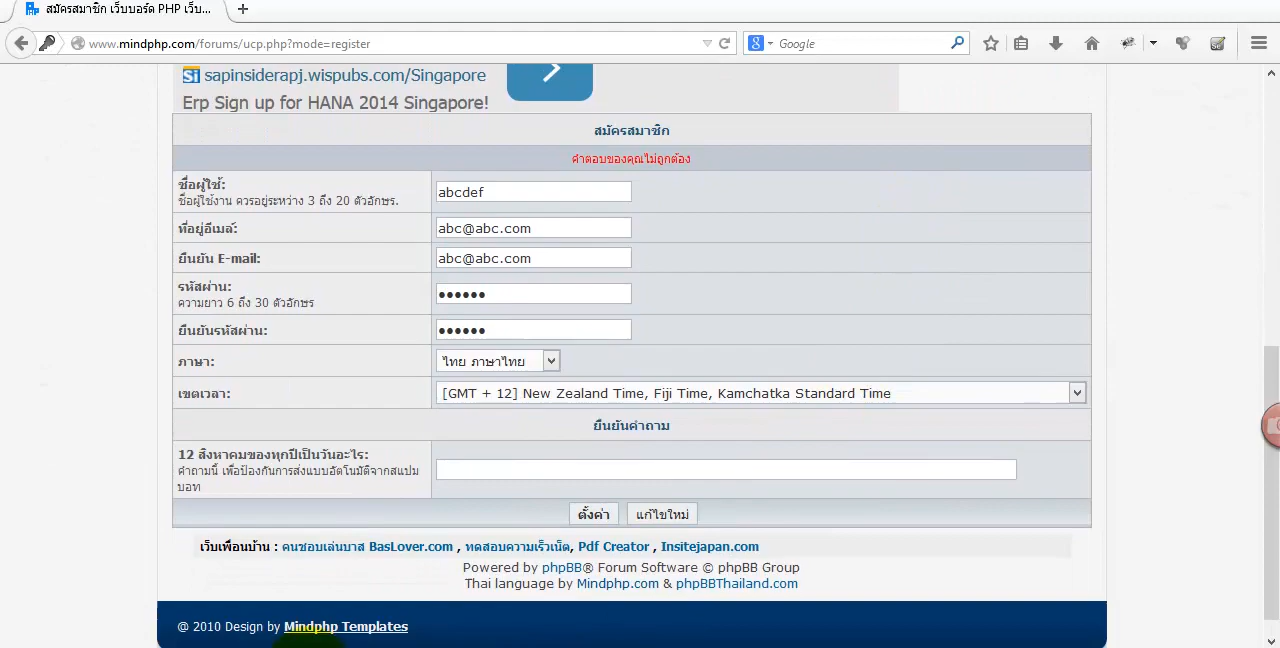 สมัครสมาชิก เว็บบอร์ด PHP เว็บ...
www.mindphp.com/forums/ucp.php?mode=register
Google
sapinsiderapj.wispubs.com/Singapore
Erp Sign up for HANA 2014 Singapore!
สมัครสมาชิก
คำตอบของคุณไม่ถูกต้อง
ชื่อผู้ใช้: abcdef
ชื่อผู้ใช้งาน ควรอยู่ระหว่าง 3 ถึง 20 ตัวอักษร.
ที่อยู่อีเมล์: abc@abc.com
ยืนยัน E-mail: abc@abc.com
รหัสผ่าน: ●●●●●●
ความยาว 6 ถึง 30 ตัวอักษร
ยืนยันรหัสผ่าน: ●●●●●●
ภาษา: ไทย ภาษาไทย
เขตเวลา: [GMT + 12] New Zealand Time, Fiji Time, Kamchatka Standard Time
ยืนยันคำถาม
12 สิงหาคมของทุกปีเป็นวันอะไร:
คำถามนี้ เพื่อป้องกันการส่งแบบอัตโนมัติจากสแปม
บอท
ตั้งค่า แก้ไขใหม่
เว็บเพื่อนบ้าน : คนชอบเล่นบาส BasLover.com , ทดสอบความเร็วเน็ต, Pdf Creator , Insitejapan.com
Powered by phpBB® Forum Software © phpBB Group
Thai language by Mindphp.com & phpBBThailand.com
@ 2010 Design by Mindphp Templates